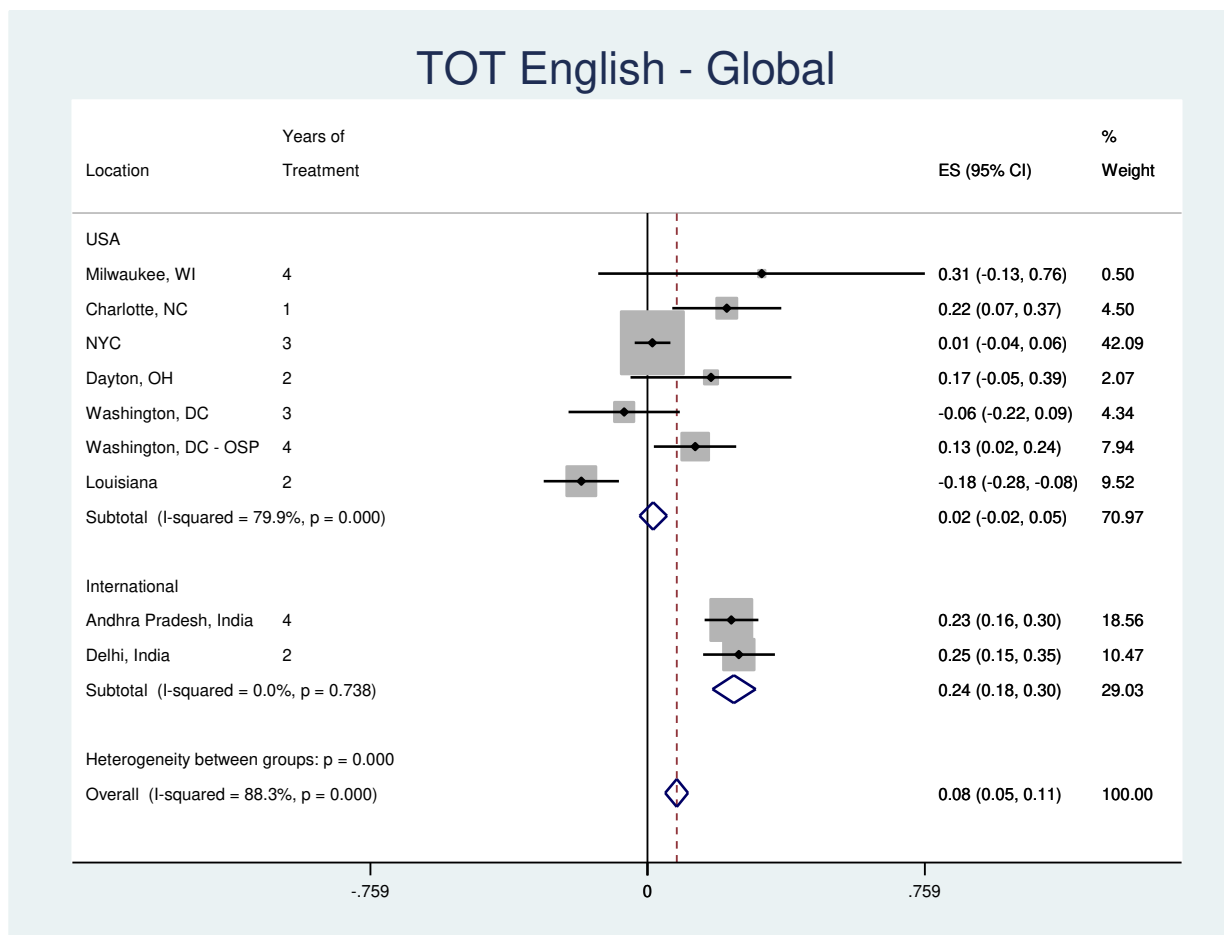 TOT English - Global
Years of %
Location Treatment ES (95% CI) Weight
USA
Milwaukee, WI 4 0.31 (-0.13, 0.76) 0.50
Charlotte, NC 1 0.22 (0.07, 0.37) 4.50
NYC 3 0.01 (-0.04, 0.06) 42.09
Dayton, OH 2 0.17 (-0.05, 0.39) 2.07
Washington, DC 3 -0.06 (-0.22, 0.09) 4.34
Washington, DC - OSP 4 0.13 (0.02, 0.24) 7.94
Louisiana 2 -0.18 (-0.28, -0.08) 9.52
Subtotal (I-squared = 79.9%, p = 0.000) 0.02 (-0.02, 0.05) 70.97
International
Andhra Pradesh, India 4 0.23 (0.16, 0.30) 18.56
Delhi, India 2 0.25 (0.15, 0.35) 10.47
Subtotal (I-squared = 0.0%, p = 0.738) 0.24 (0.18, 0.30) 29.03
Heterogeneity between groups: p = 0.000
Overall (I-squared = 88.3%, p = 0.000) 0.08 (0.05, 0.11) 100.00
-.759 0 .759